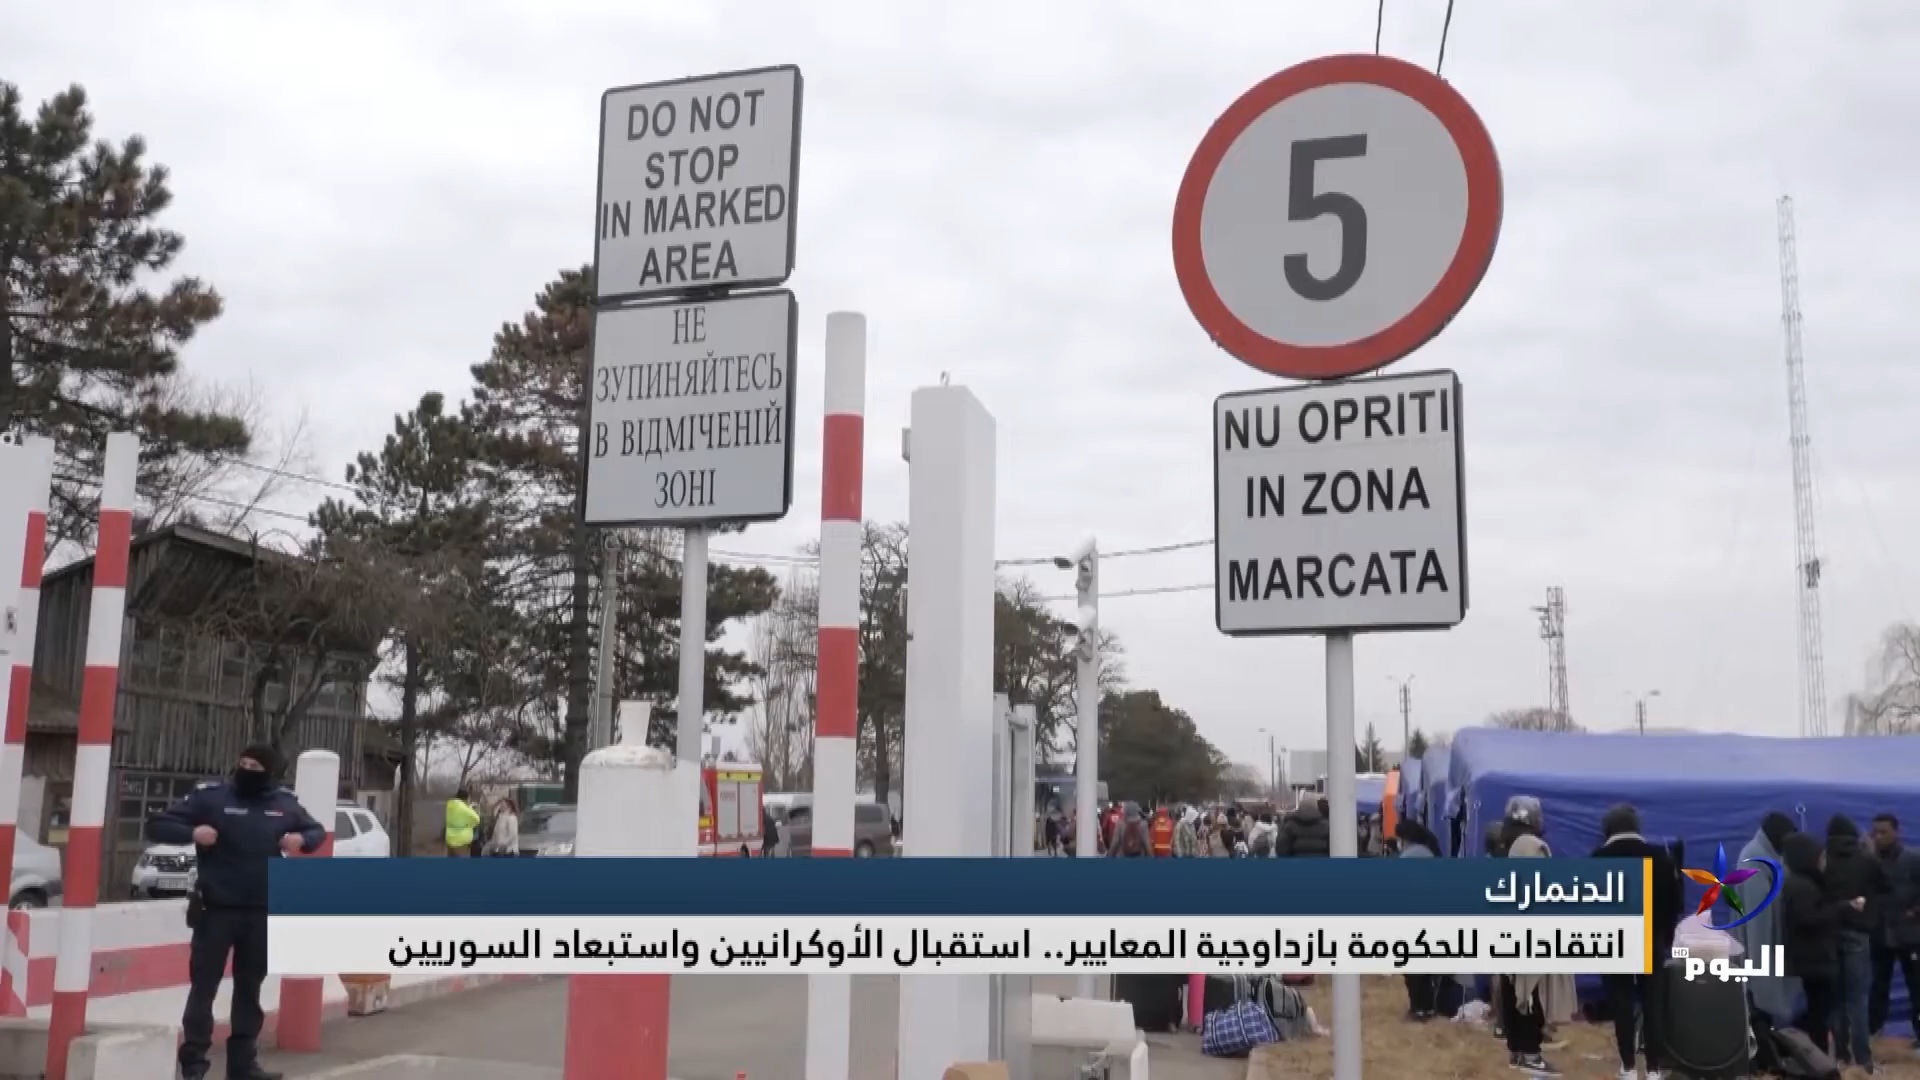 DO NOT
STOP
IN MARKED
AREA
НЕ
ЗУПИНЯЙТЕСЬ
В ВІДМІЧЕНІЙ
ЗОНІ
5
NU OPRITI
IN ZONA
MARCATA
الدنمارك
انتقادات للحكومة بازداوجية المعايير.. استقبال الأوكرانيين واستبعاد السوريين
اليوم
HD